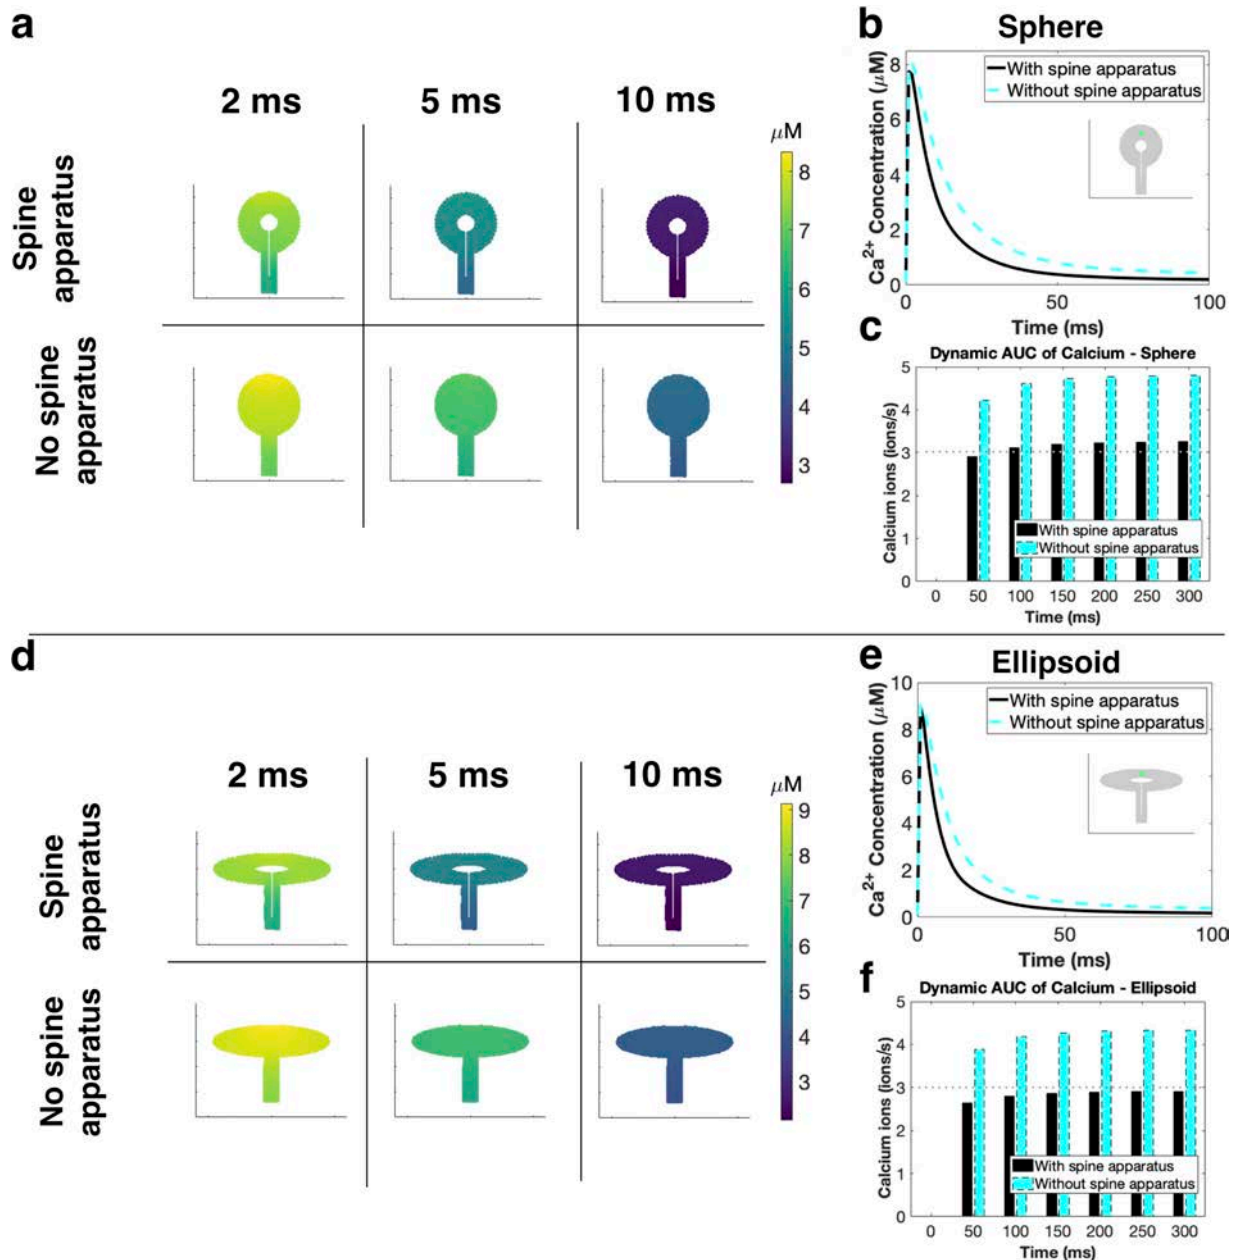 a
2 ms
5 ms
10 ms
Spine
apparatus
No spine
apparatus
μM
8
7
6
5
4
3
b
Sphere
Ca2+ Concentration (μM)
8
6
4
2
0
With spine apparatus
Without spine apparatus
0
50
100
Time (ms)
c
Dynamic AUC of Calcium - Sphere
Calcium ions (ions/s)
5
4
3
2
1
0
With spine apparatus
Without spine apparatus
0 50 100 150 200 250 300
Time (ms)
d
2 ms
5 ms
10 ms
Spine
apparatus
No spine
apparatus
μM
9
8
7
6
5
4
3
e
Ellipsoid
Ca2+ Concentration (μM)
10
8
6
4
2
0
With spine apparatus
Without spine apparatus
0
50
100
Time (ms)
f
Dynamic AUC of Calcium - Ellipsoid
Calcium ions (ions/s)
5
4
3
2
1
0
With spine apparatus
Without spine apparatus
0 50 100 150 200 250 300
Time (ms)